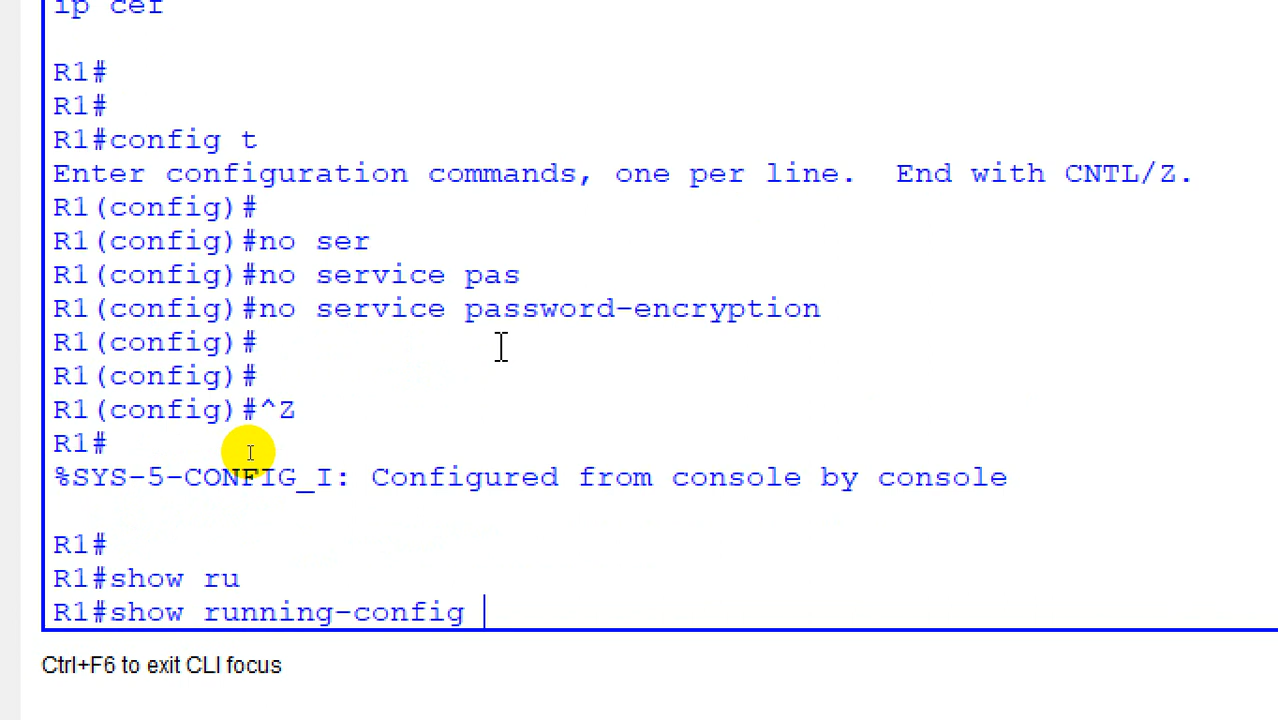 ip cef
R1#
R1#
R1#config t
Enter configuration commands, one per line.  End with CNTL/Z.
R1(config)#
R1(config)#no ser
R1(config)#no service pas
R1(config)#no service password-encryption
R1(config)#
R1(config)#
R1(config)#^Z
R1#
%SYS-5-CONFIG_I: Configured from console by console
R1#
R1#show ru
R1#show running-config
Ctrl+F6 to exit CLI focus